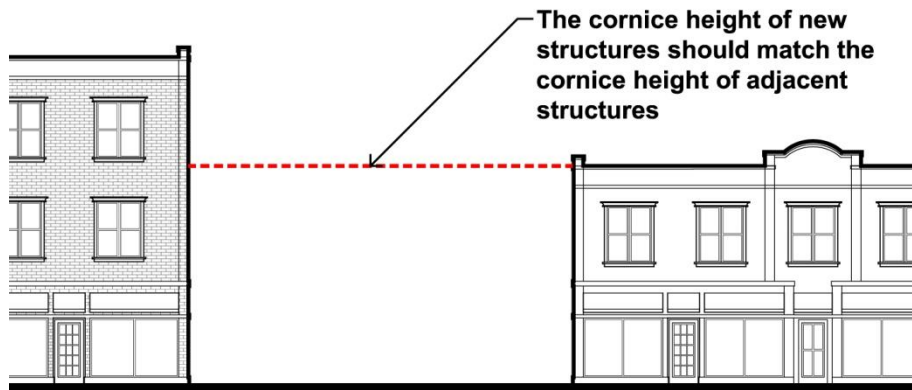 The cornice height of new
structures should match the
cornice height of adjacent
structures